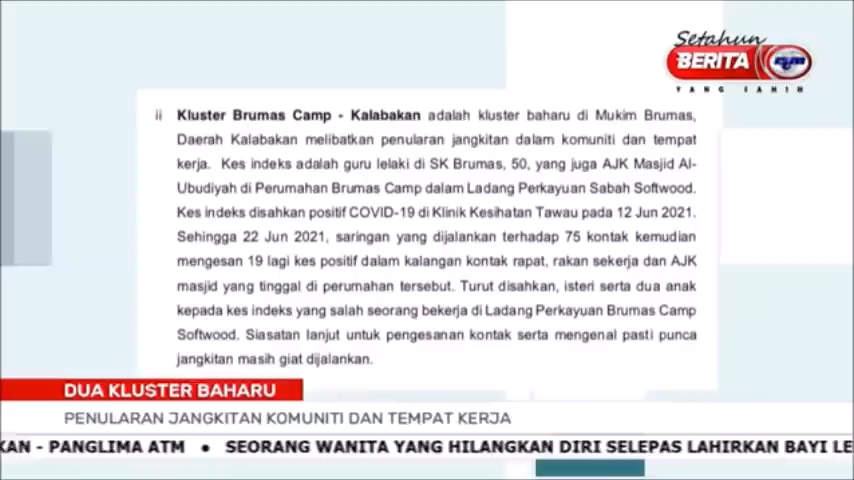 Setahun
BERITA
YANG SAHIH
ii Kluster Brumas Camp - Kalabakan adalah kluster baharu di Mukim Brumas,
Daerah Kalabakan melibatkan penularan jangkitan dalam komuniti dan tempat
kerja. Kes indeks adalah guru lelaki di SK Brumas, 50, yang juga AJK Masjid Al-
Ubudiyah di Perumahan Brumas Camp dalam Ladang Perkayuan Sabah Softwood.
Kes indeks disahkan positif COVID-19 di Klinik Kesihatan Tawau pada 12 Jun 2021.
Sehingga 22 Jun 2021, saringan yang dijalankan terhadap 75 kontak kemudian
mengesan 19 lagi kes positif dalam kalangan kontak rapat, rakan sekerja dan AJK
masjid yang tinggal di perumahan tersebut. Turut disahkan, isteri serta dua anak
kepada kes indeks yang salah seorang bekerja di Ladang Perkayuan Brumas Camp
Softwood. Siasatan lanjut untuk pengesanan kontak serta mengenal pasti punca
jangkitan masih giat dijalankan.
DUA KLUSTER BAHARU
PENULARAN JANGKITAN KOMUNITI DAN TEMPAT KERJA
KAN - PANGLIMA ATM • SEORANG WANITA YANG HILANGKAN DIRI SELEPAS LAHIRKAN BAYI LE